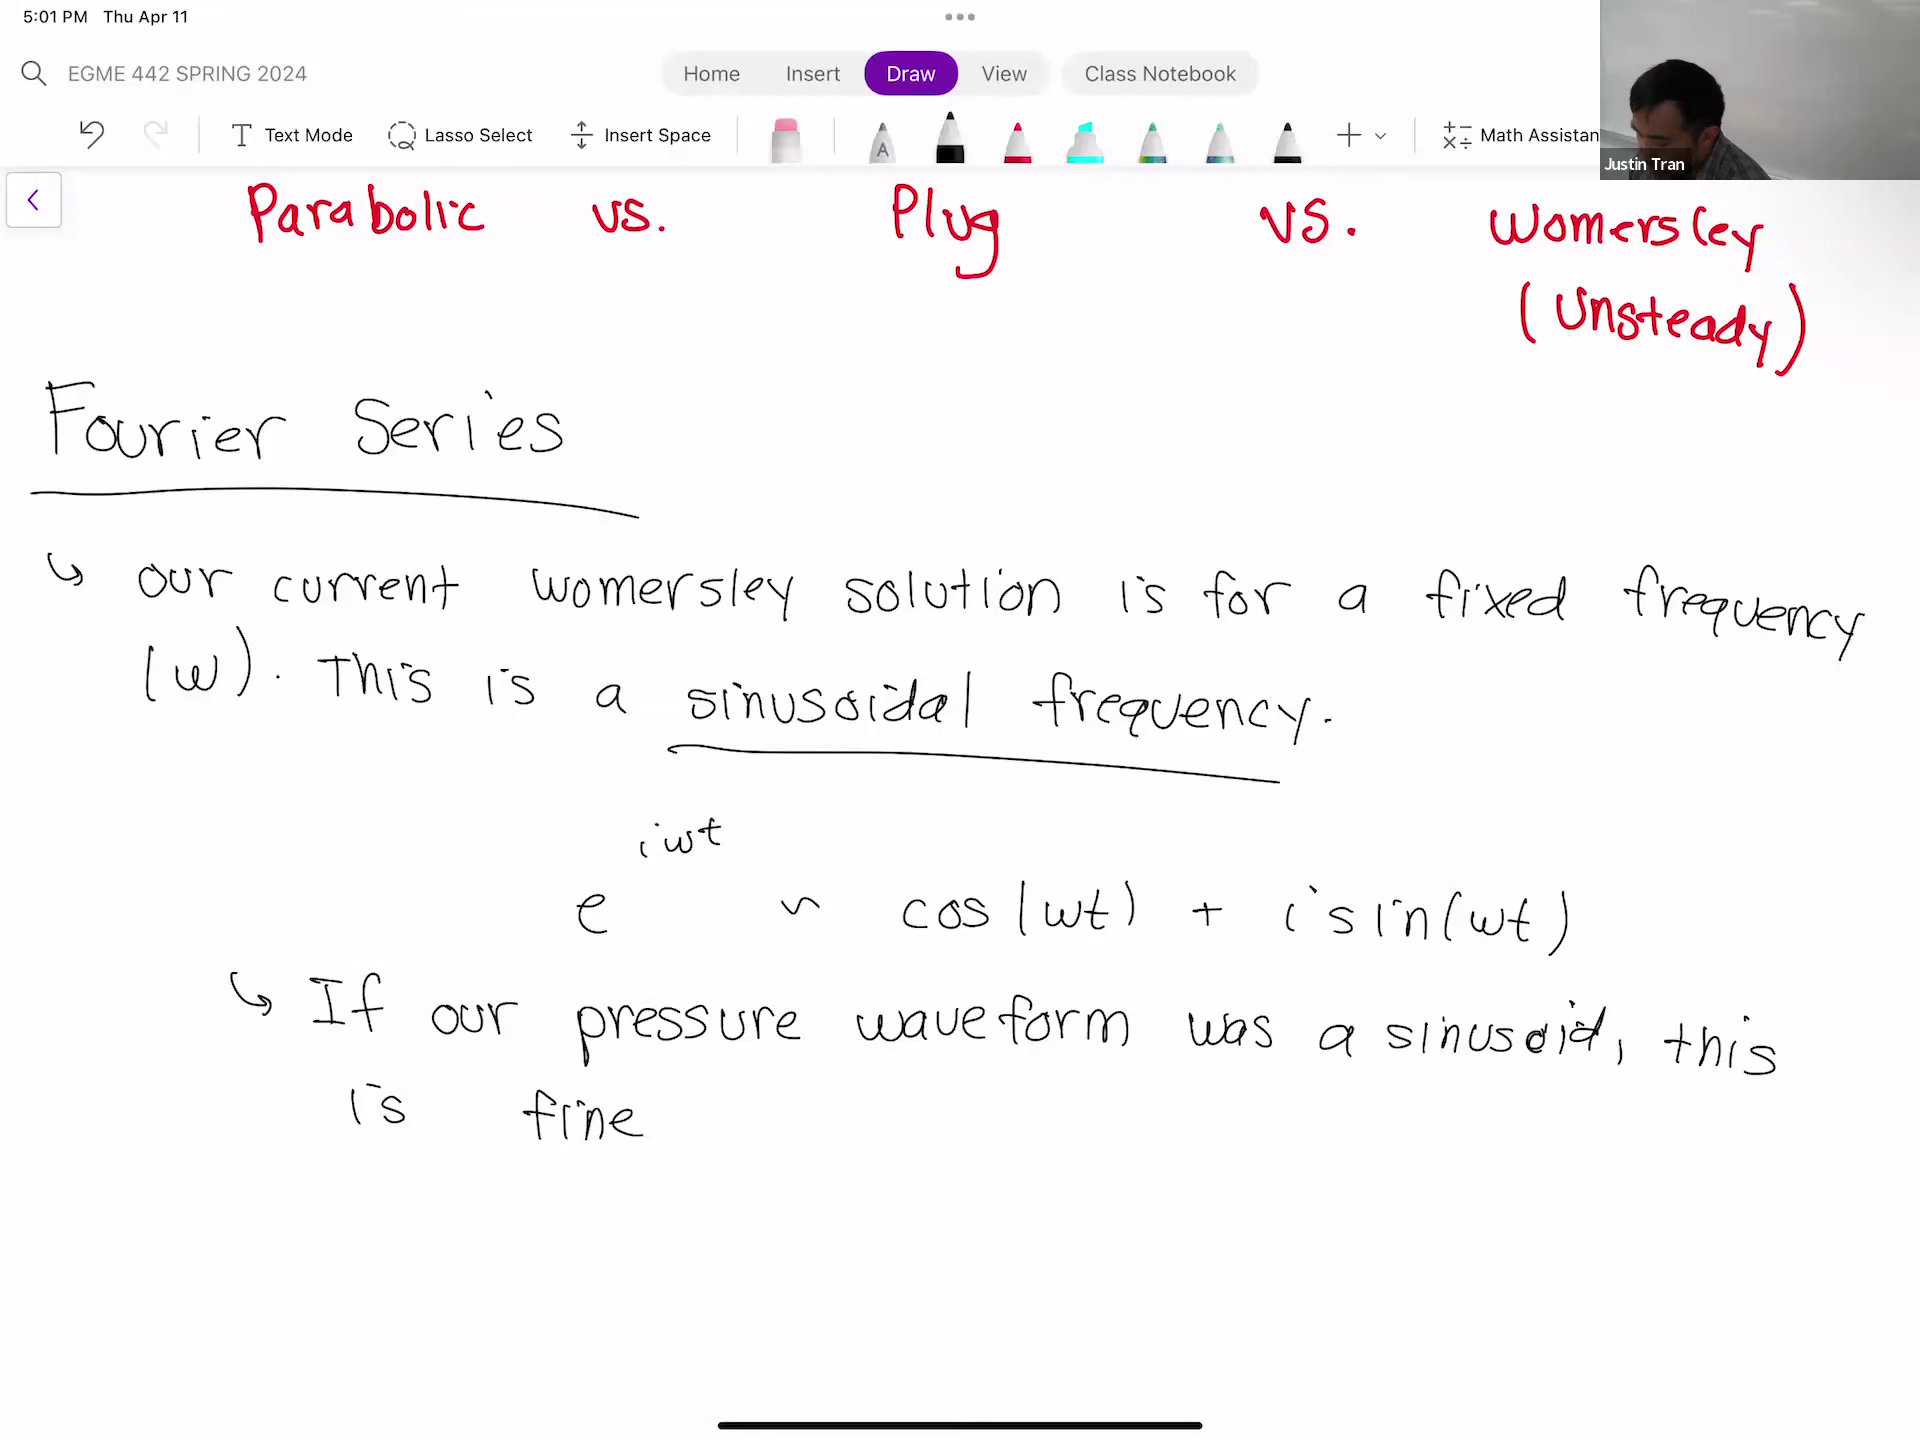 5:01 PM Thu Apr 11
EGME 442 SPRING 2024
Home Insert Draw View Class Notebook
Text Mode Lasso Select Insert Space A Math Assistan
Justin Tran
Parabolic vs. Plug vs. Womersley
(Unsteady)
Fourier Series
↳ our current womersley solution is for a fixed frequency
(w). This is a sinusoidal frequency.
e^{iwt} ~ cos(wt) + i sin(wt)
↳ If our pressure waveform was a sinusoid, this
is fine